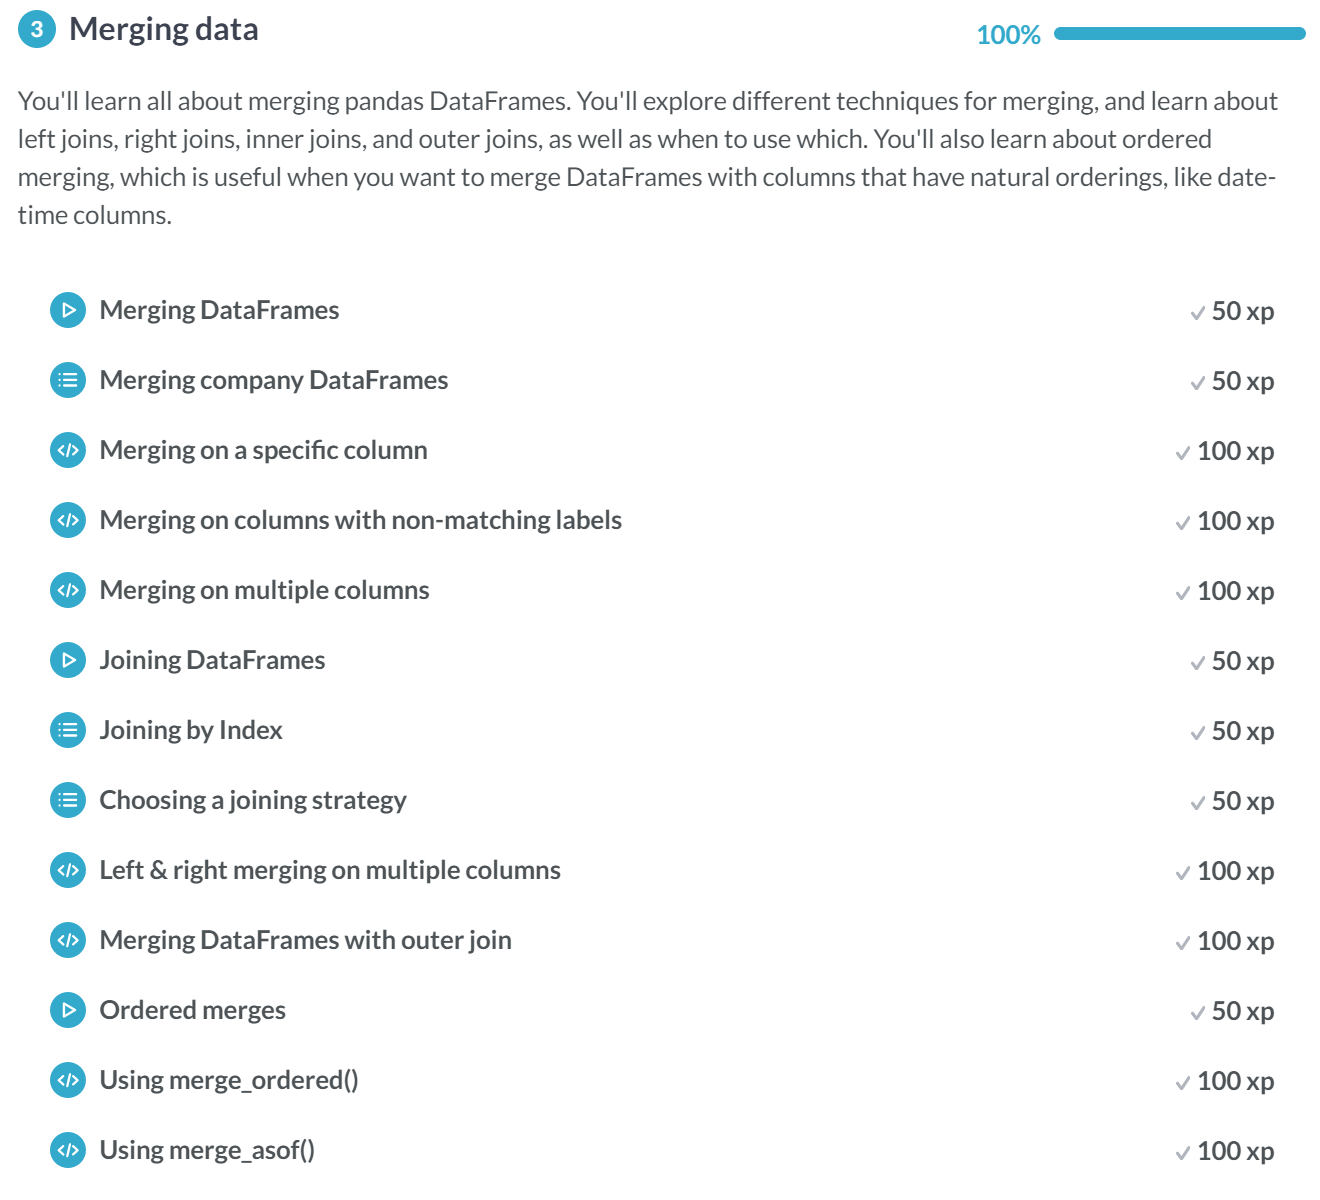 3 Merging data 100%
You'll learn all about merging pandas DataFrames. You'll explore different techniques for merging, and learn about
left joins, right joins, inner joins, and outer joins, as well as when to use which. You'll also learn about ordered
merging, which is useful when you want to merge DataFrames with columns that have natural orderings, like date-
time columns.
Merging DataFrames 50 xp
Merging company DataFrames 50 xp
Merging on a specific column 100 xp
Merging on columns with non-matching labels 100 xp
Merging on multiple columns 100 xp
Joining DataFrames 50 xp
Joining by Index 50 xp
Choosing a joining strategy 50 xp
Left & right merging on multiple columns 100 xp
Merging DataFrames with outer join 100 xp
Ordered merges 50 xp
Using merge_ordered() 100 xp
Using merge_asof() 100 xp